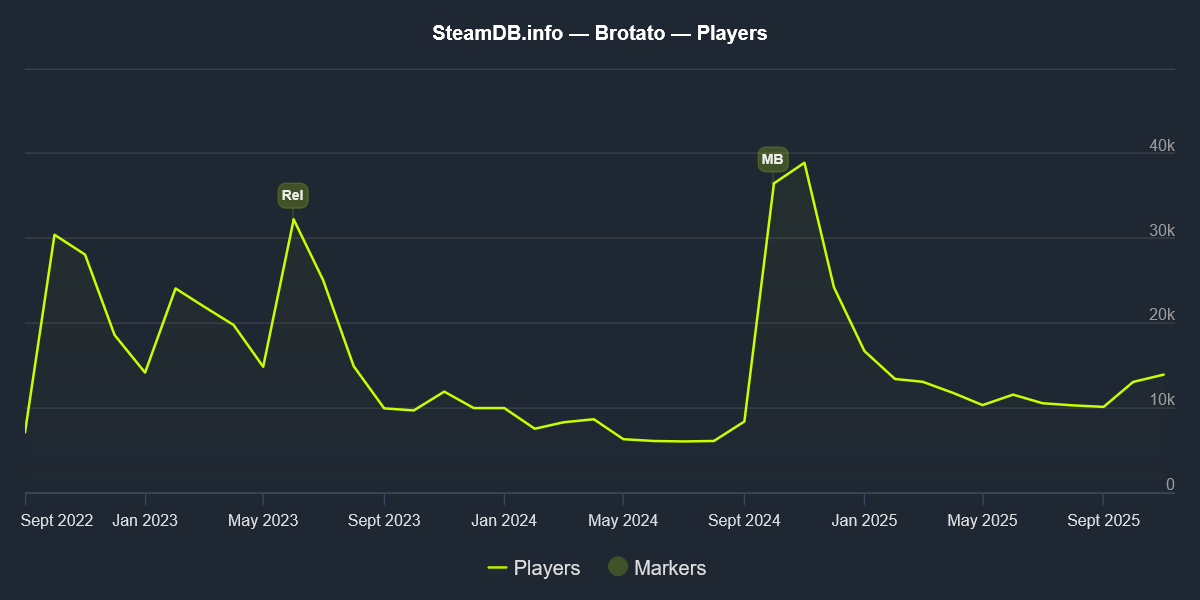 SteamDB.info — Brotato — Players
40k
MB
Rel
30k
20k
10k
0
Sept 2022 Jan 2023 May 2023 Sept 2023 Jan 2024 May 2024 Sept 2024 Jan 2025 May 2025 Sept 2025
Players Markers